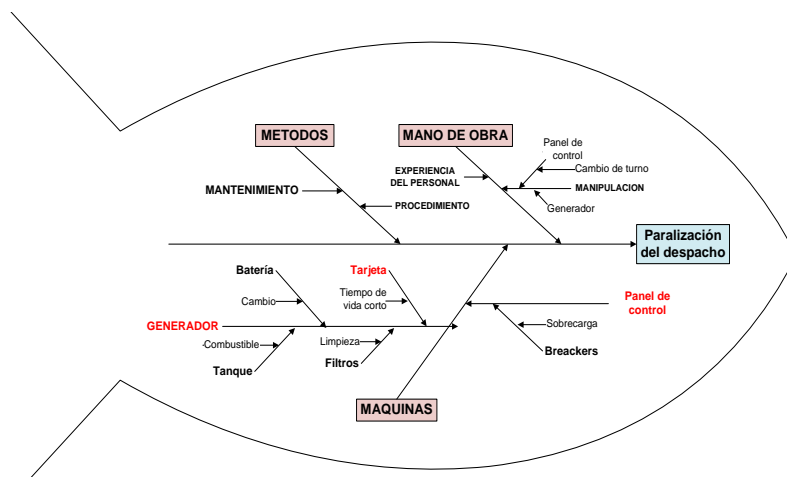 METODOS
MANO DE OBRA
Panel de
control
Cambio de turno
EXPERIENCIA
DEL PERSONAL
MANTENIMIENTO
MANIPULACION
PROCEDIMIENTO
Generador
Paralización
del despacho
Batería
Tarjeta
Cambio
Tiempo de
vida corto
Panel de
control
GENERADOR
Sobrecarga
Combustible
Limpieza
Breackers
Tanque
Filtros
MAQUINAS